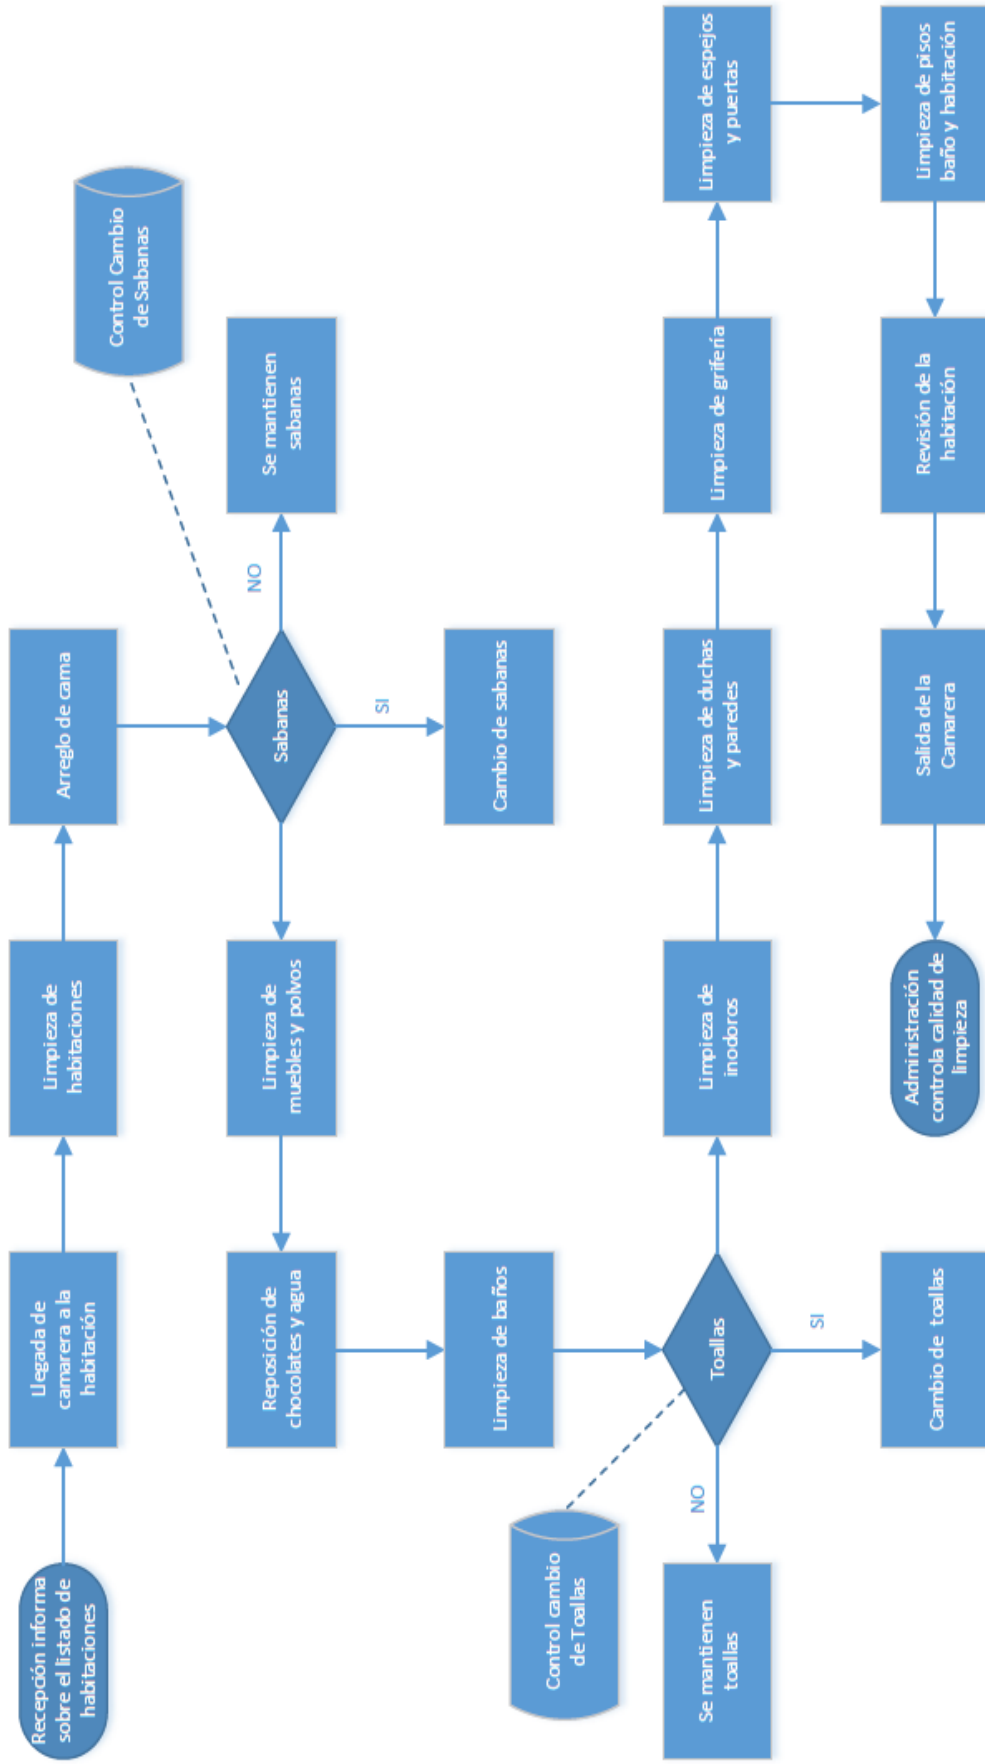 Recepción informa
sobre el listado de
habitaciones
Llegada de
camarera a la
habitación
Limpieza de
habitaciones
Arreglo de cama
Control Cambio
de Sabanas
Sabanas
NO
Se mantienen
sabanas
SI
Cambio de sabanas
Limpieza de
muebles y polvos
Reposición de
chocolates y agua
Limpieza de baños
Control cambio
de Toallas
Toallas
NO
Se mantienen
toallas
SI
Cambio de toallas
Limpieza de
inodoros
Limpieza de duchas
y paredes
Limpieza de grifería
Limpieza de espejos
y puertas
Limpieza de pisos
baño y habitación
Revisión de la
habitación
Salida de la
Camarera
Administración
controla calidad de
limpieza